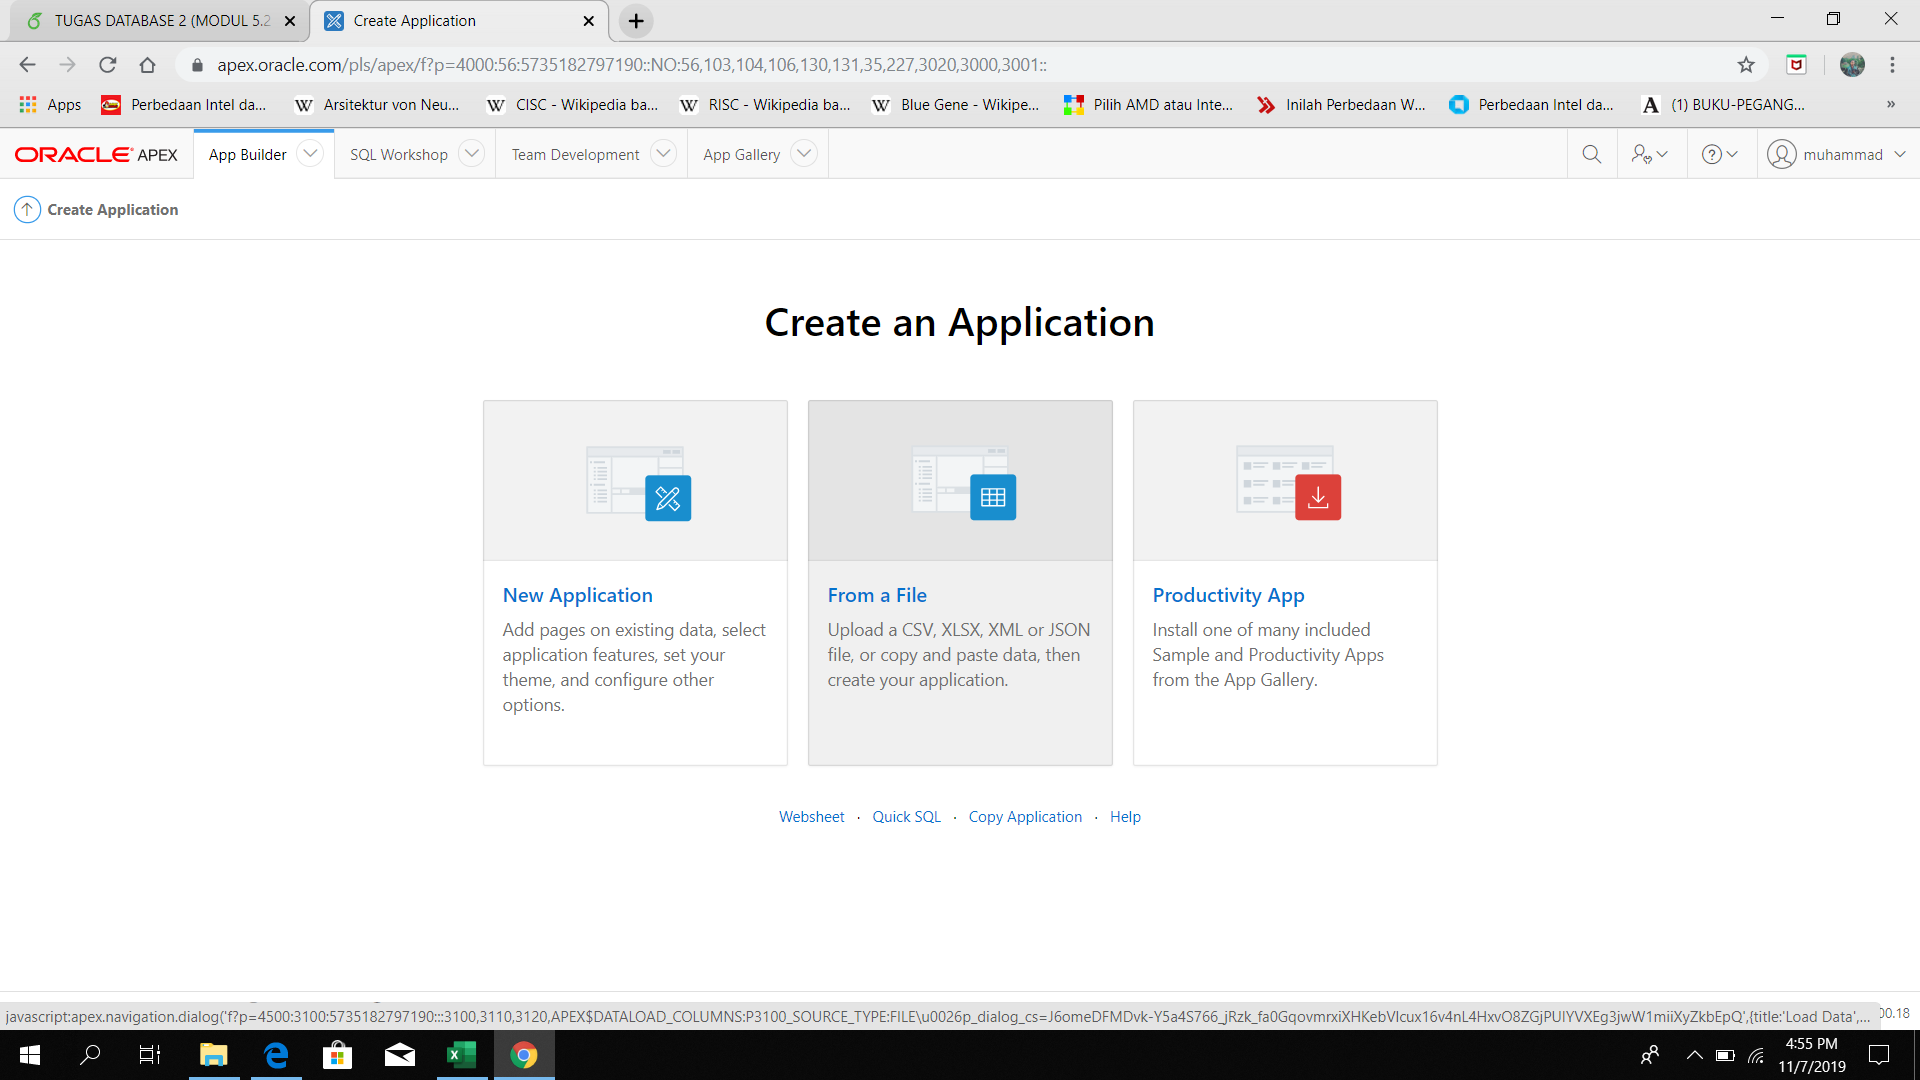 TUGAS DATABASE 2 (MODUL 5.2
Create Application
apex.oracle.com/pls/apex/f?p=4000:56:5735182797190::NO:56,103,104,106,130,131,35,227,3020,3000,3001::
Apps
Perbedaan Intel da...
Arsitektur von Neu...
CISC - Wikipedia ba...
RISC - Wikipedia ba...
Blue Gene - Wikipe...
Pilih AMD atau Inte...
Inilah Perbedaan W...
Perbedaan Intel da...
(1) BUKU-PEGANG...
ORACLE APEX
App Builder
SQL Workshop
Team Development
App Gallery
muhammad
Create Application
Create an Application
New Application
Add pages on existing data, select
application features, set your
theme, and configure other
options.
From a File
Upload a CSV, XLSX, XML or JSON
file, or copy and paste data, then
create your application.
Productivity App
Install one of many included
Sample and Productivity Apps
from the App Gallery.
Websheet · Quick SQL · Copy Application · Help
javascript:apex.navigation.dialog('f?p=4500:3100:5735182797190:::3100,3110,3120,APEX$DATALOAD_COLUMNS:P3100_SOURCE_TYPE:FILE\u0026p_dialog_cs=J6omeDFMDvk-Y5a4S766_jRzk_fa0GqovmrxiXHKebVIcux16v4nL4HxvO8ZGjPUIYVXEg3jwW1miiXyZkbEpQ',{title:'Load Data',...
00.18
4:55 PM
11/7/2019